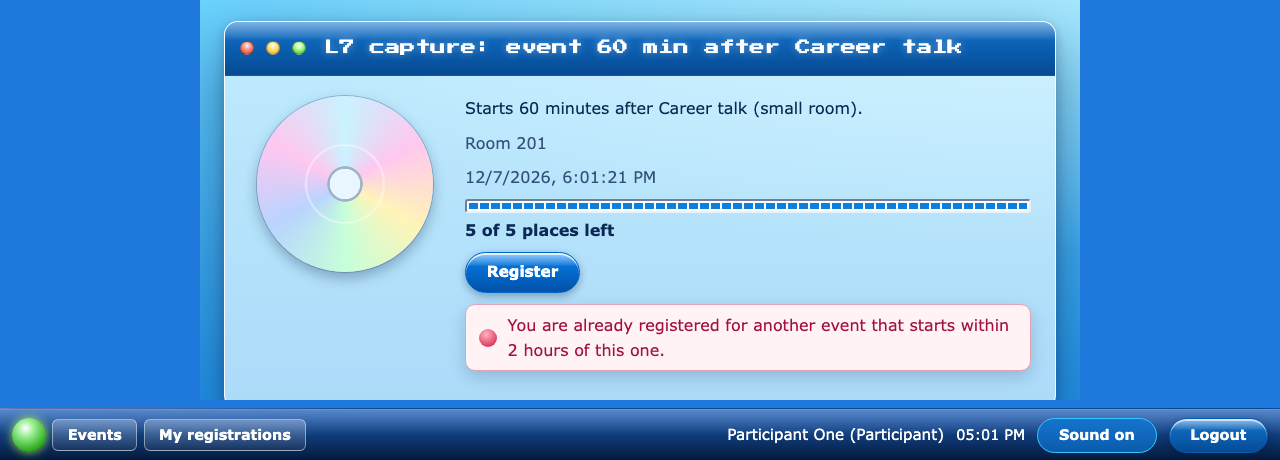 L7 capture: event 60 min after Career talk
Starts 60 minutes after Career talk (small room).
Room 201
12/7/2026, 6:01:21 PM
5 of 5 places left
Register
You are already registered for another event that starts within
2 hours of this one.
Events
My registrations
Participant One (Participant)
05:01 PM
Sound on
Logout